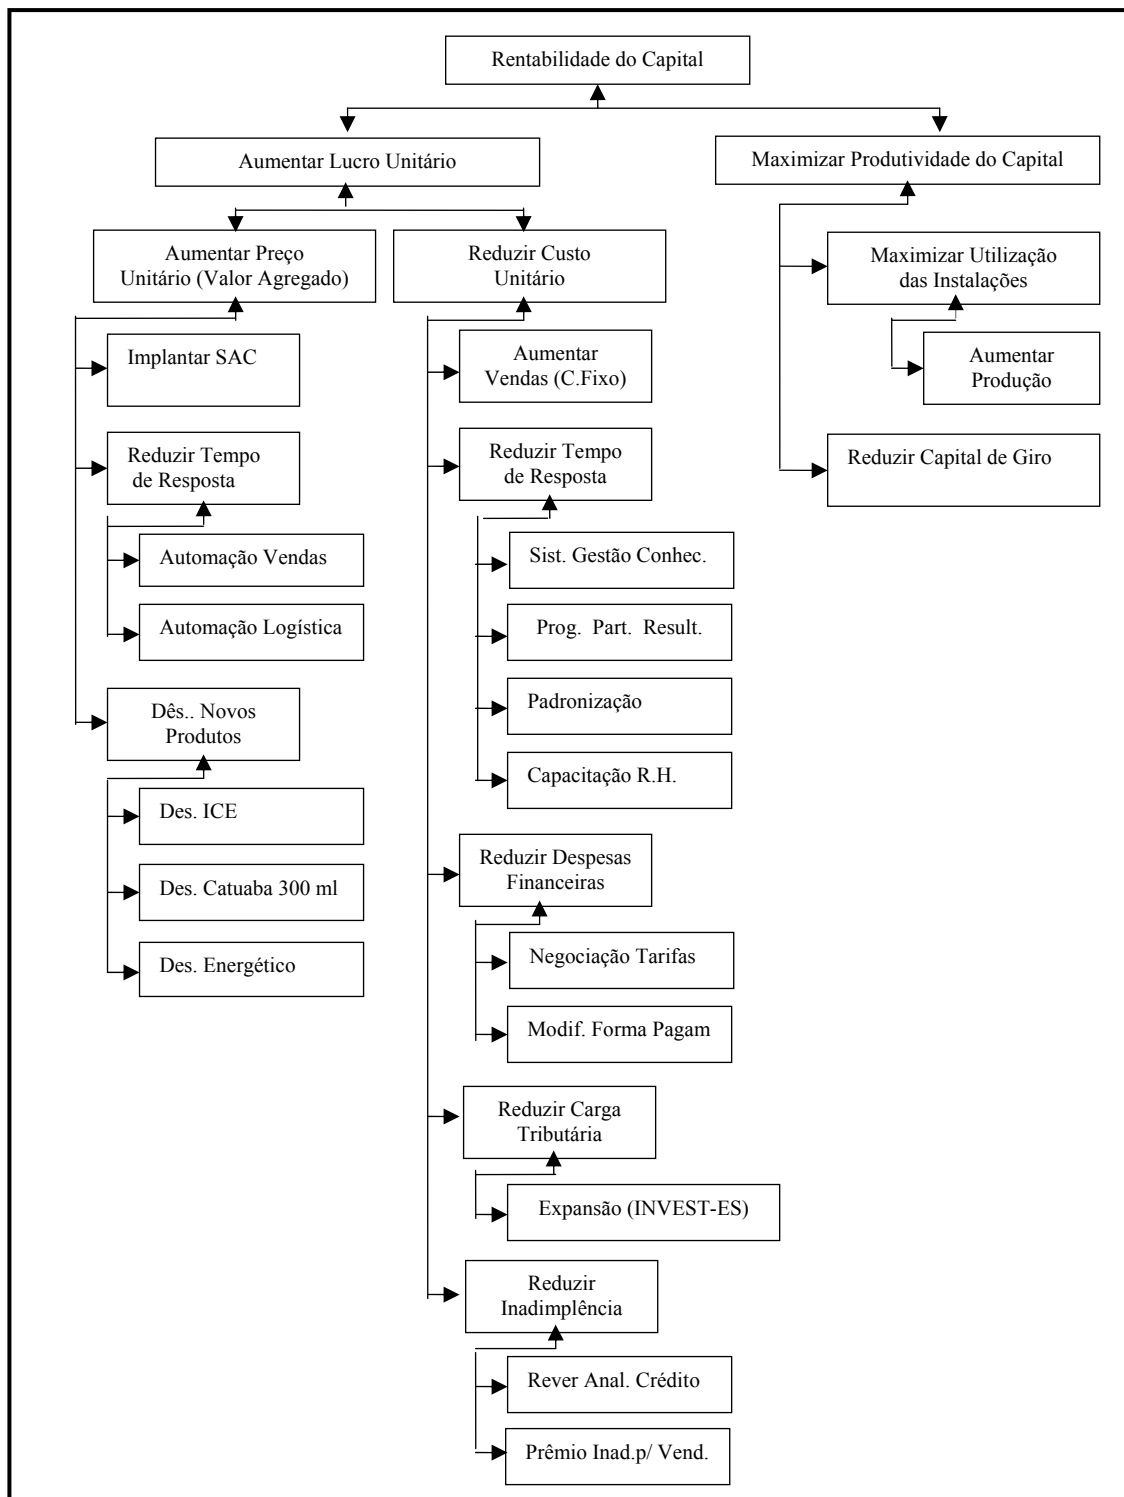 Rentabilidade do Capital
Aumentar Lucro Unitário
Maximizar Produtividade do Capital
Aumentar Preço
Unitário (Valor Agregado)
Reduzir Custo
Unitário
Maximizar Utilização
das Instalações
Implantar SAC
Aumentar
Vendas (C.Fixo)
Aumentar
Produção
Reduzir Tempo
de Resposta
Reduzir Tempo
de Resposta
Reduzir Capital de Giro
Automação Vendas
Sist. Gestão Conhec.
Automação Logística
Prog. Part. Result.
Dês.. Novos
Produtos
Padronização
Capacitação R.H.
Des. ICE
Des. Catuaba 300 ml
Des. Energético
Reduzir Despesas
Financeiras
Negociação Tarifas
Modif. Forma Pagam
Reduzir Carga
Tributária
Expansão (INVEST-ES)
Reduzir
Inadimplência
Rever Anal. Crédito
Prêmio Inad.p/ Vend.